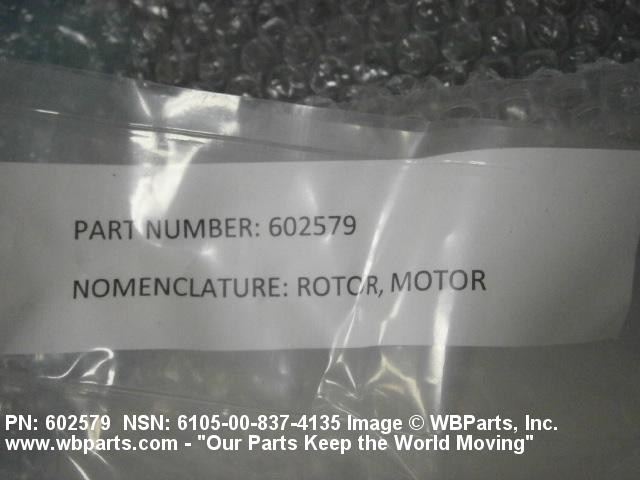 PART NUMBER: 602579
NOMENCLATURE: ROTOR, MOTOR
PN: 602579 NSN: 6105-00-837-4135 Image © WBParts, Inc.
www.wbparts.com - "Our Parts Keep the World Moving"